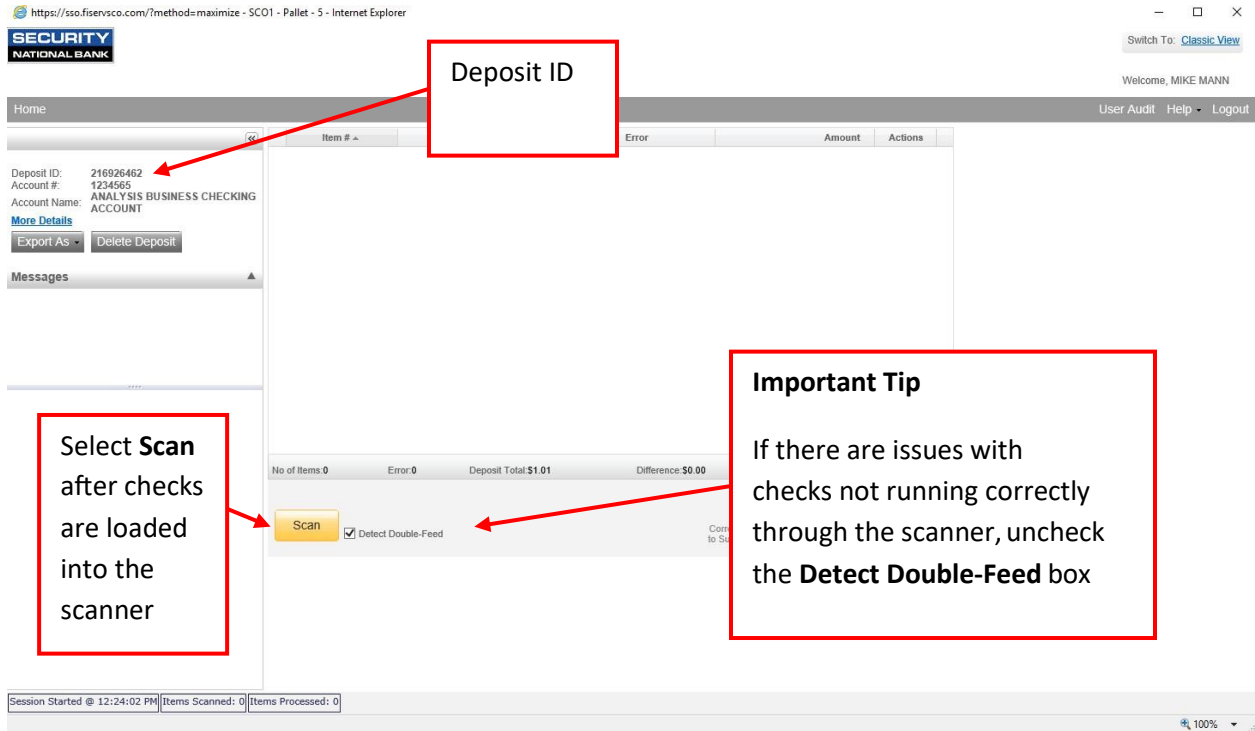 https://sso.fiservsco.com/?method=maximize - SCO1 - Pallet - 5 - Internet Explorer
SECURITY
NATIONAL BANK
Switch To: Classic View
Welcome, MIKE MANN
Home
User Audit Help Logout
Deposit ID
Item #
Error
Amount
Actions
Deposit ID: 216926462
Account #: 1234565
Account Name: ANALYSIS BUSINESS CHECKING
ACCOUNT
More Details
Export As
Delete Deposit
Messages
Select Scan
after checks
are loaded
into the
scanner
Important Tip
If there are issues with
checks not running correctly
through the scanner, uncheck
the Detect Double-Feed box
No of Items:0 Error:0 Deposit Total:$1.01 Difference:$0.00
Scan
Detect Double-Feed
to
Session Started @ 12:24:02 PM Items Scanned: 0 Items Processed: 0
100%